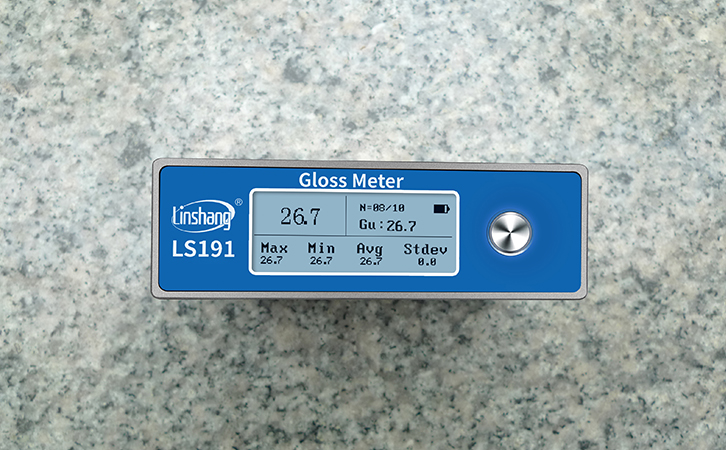 Gloss Meter
Linshang®
LS191
26.7
N=08/10
Gu:26.7
Max Min Avg Stdev
26.7 26.7 26.7 0.0